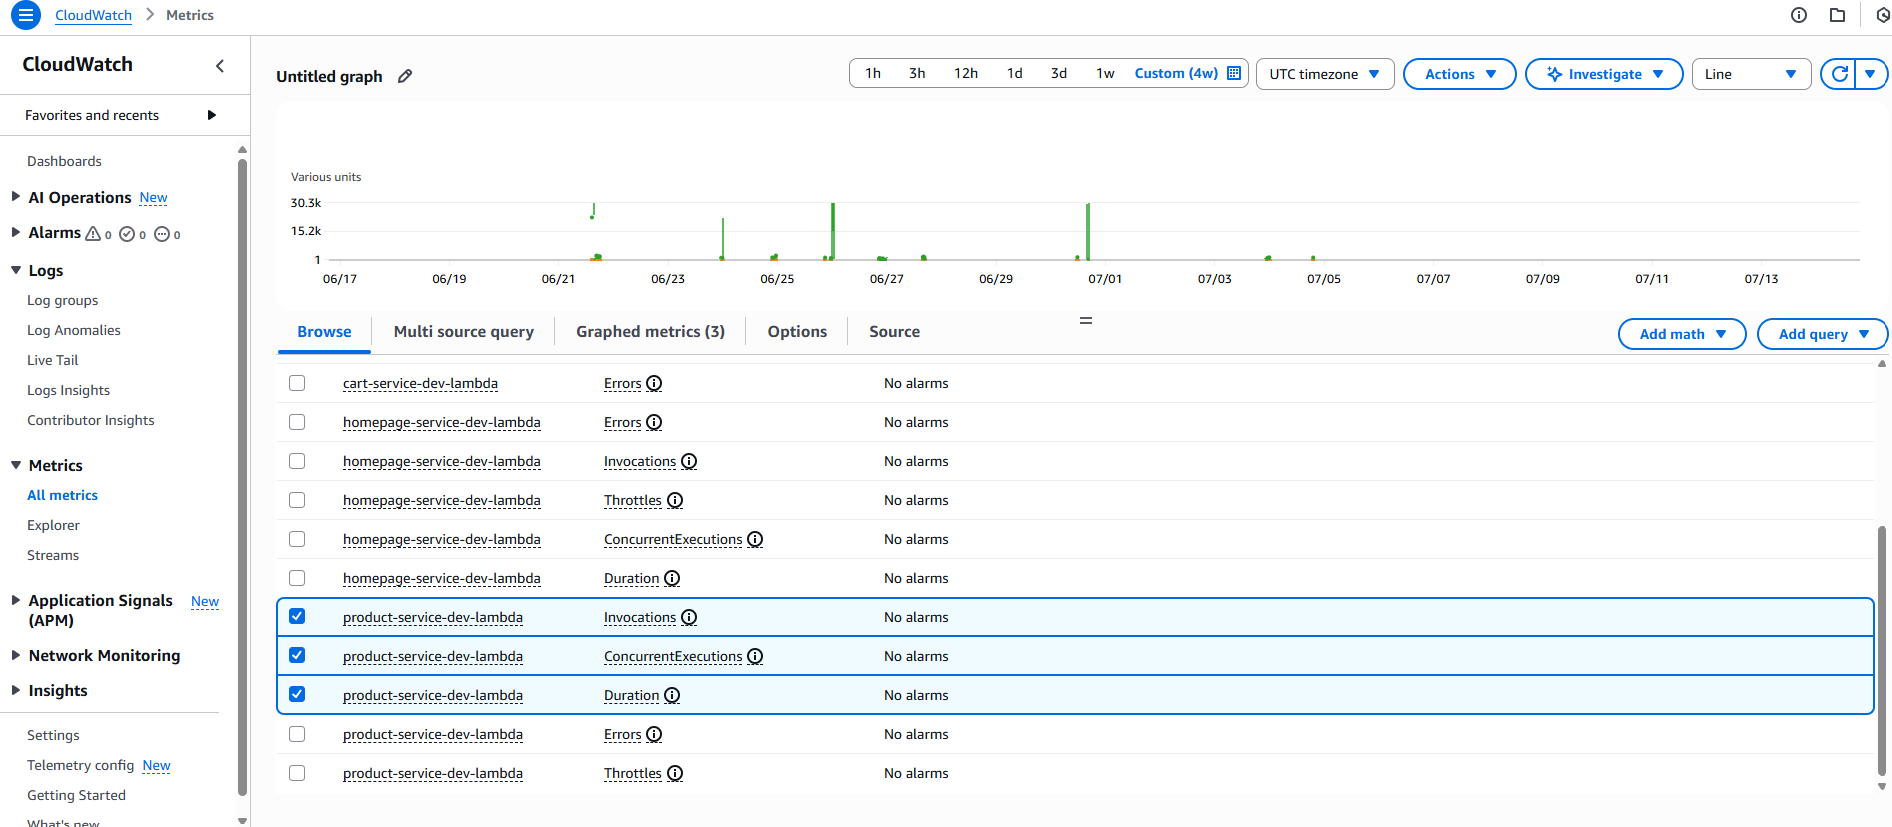 CloudWatch > Metrics
CloudWatch
Favorites and recents
Dashboards
AI Operations New
Alarms 0 0 0
Logs
Log groups
Log Anomalies
Live Tail
Logs Insights
Contributor Insights
Metrics
All metrics
Explorer
Streams
Application Signals New
(APM)
Network Monitoring
Insights
Settings
Telemetry config New
Getting Started
What's new
Untitled graph
1h 3h 12h 1d 3d 1w Custom (4w) UTC timezone Actions Investigate Line
Various units
30.3k
15.2k
1
06/17 06/19 06/21 06/23 06/25 06/27 06/29 07/01 07/03 07/05 07/07 07/09 07/11 07/13
Browse Multi source query Graphed metrics (3) Options Source Add math Add query
cart-service-dev-lambda Errors No alarms
homepage-service-dev-lambda Errors No alarms
homepage-service-dev-lambda Invocations No alarms
homepage-service-dev-lambda Throttles No alarms
homepage-service-dev-lambda ConcurrentExecutions No alarms
homepage-service-dev-lambda Duration No alarms
product-service-dev-lambda Invocations No alarms
product-service-dev-lambda ConcurrentExecutions No alarms
product-service-dev-lambda Duration No alarms
product-service-dev-lambda Errors No alarms
product-service-dev-lambda Throttles No alarms